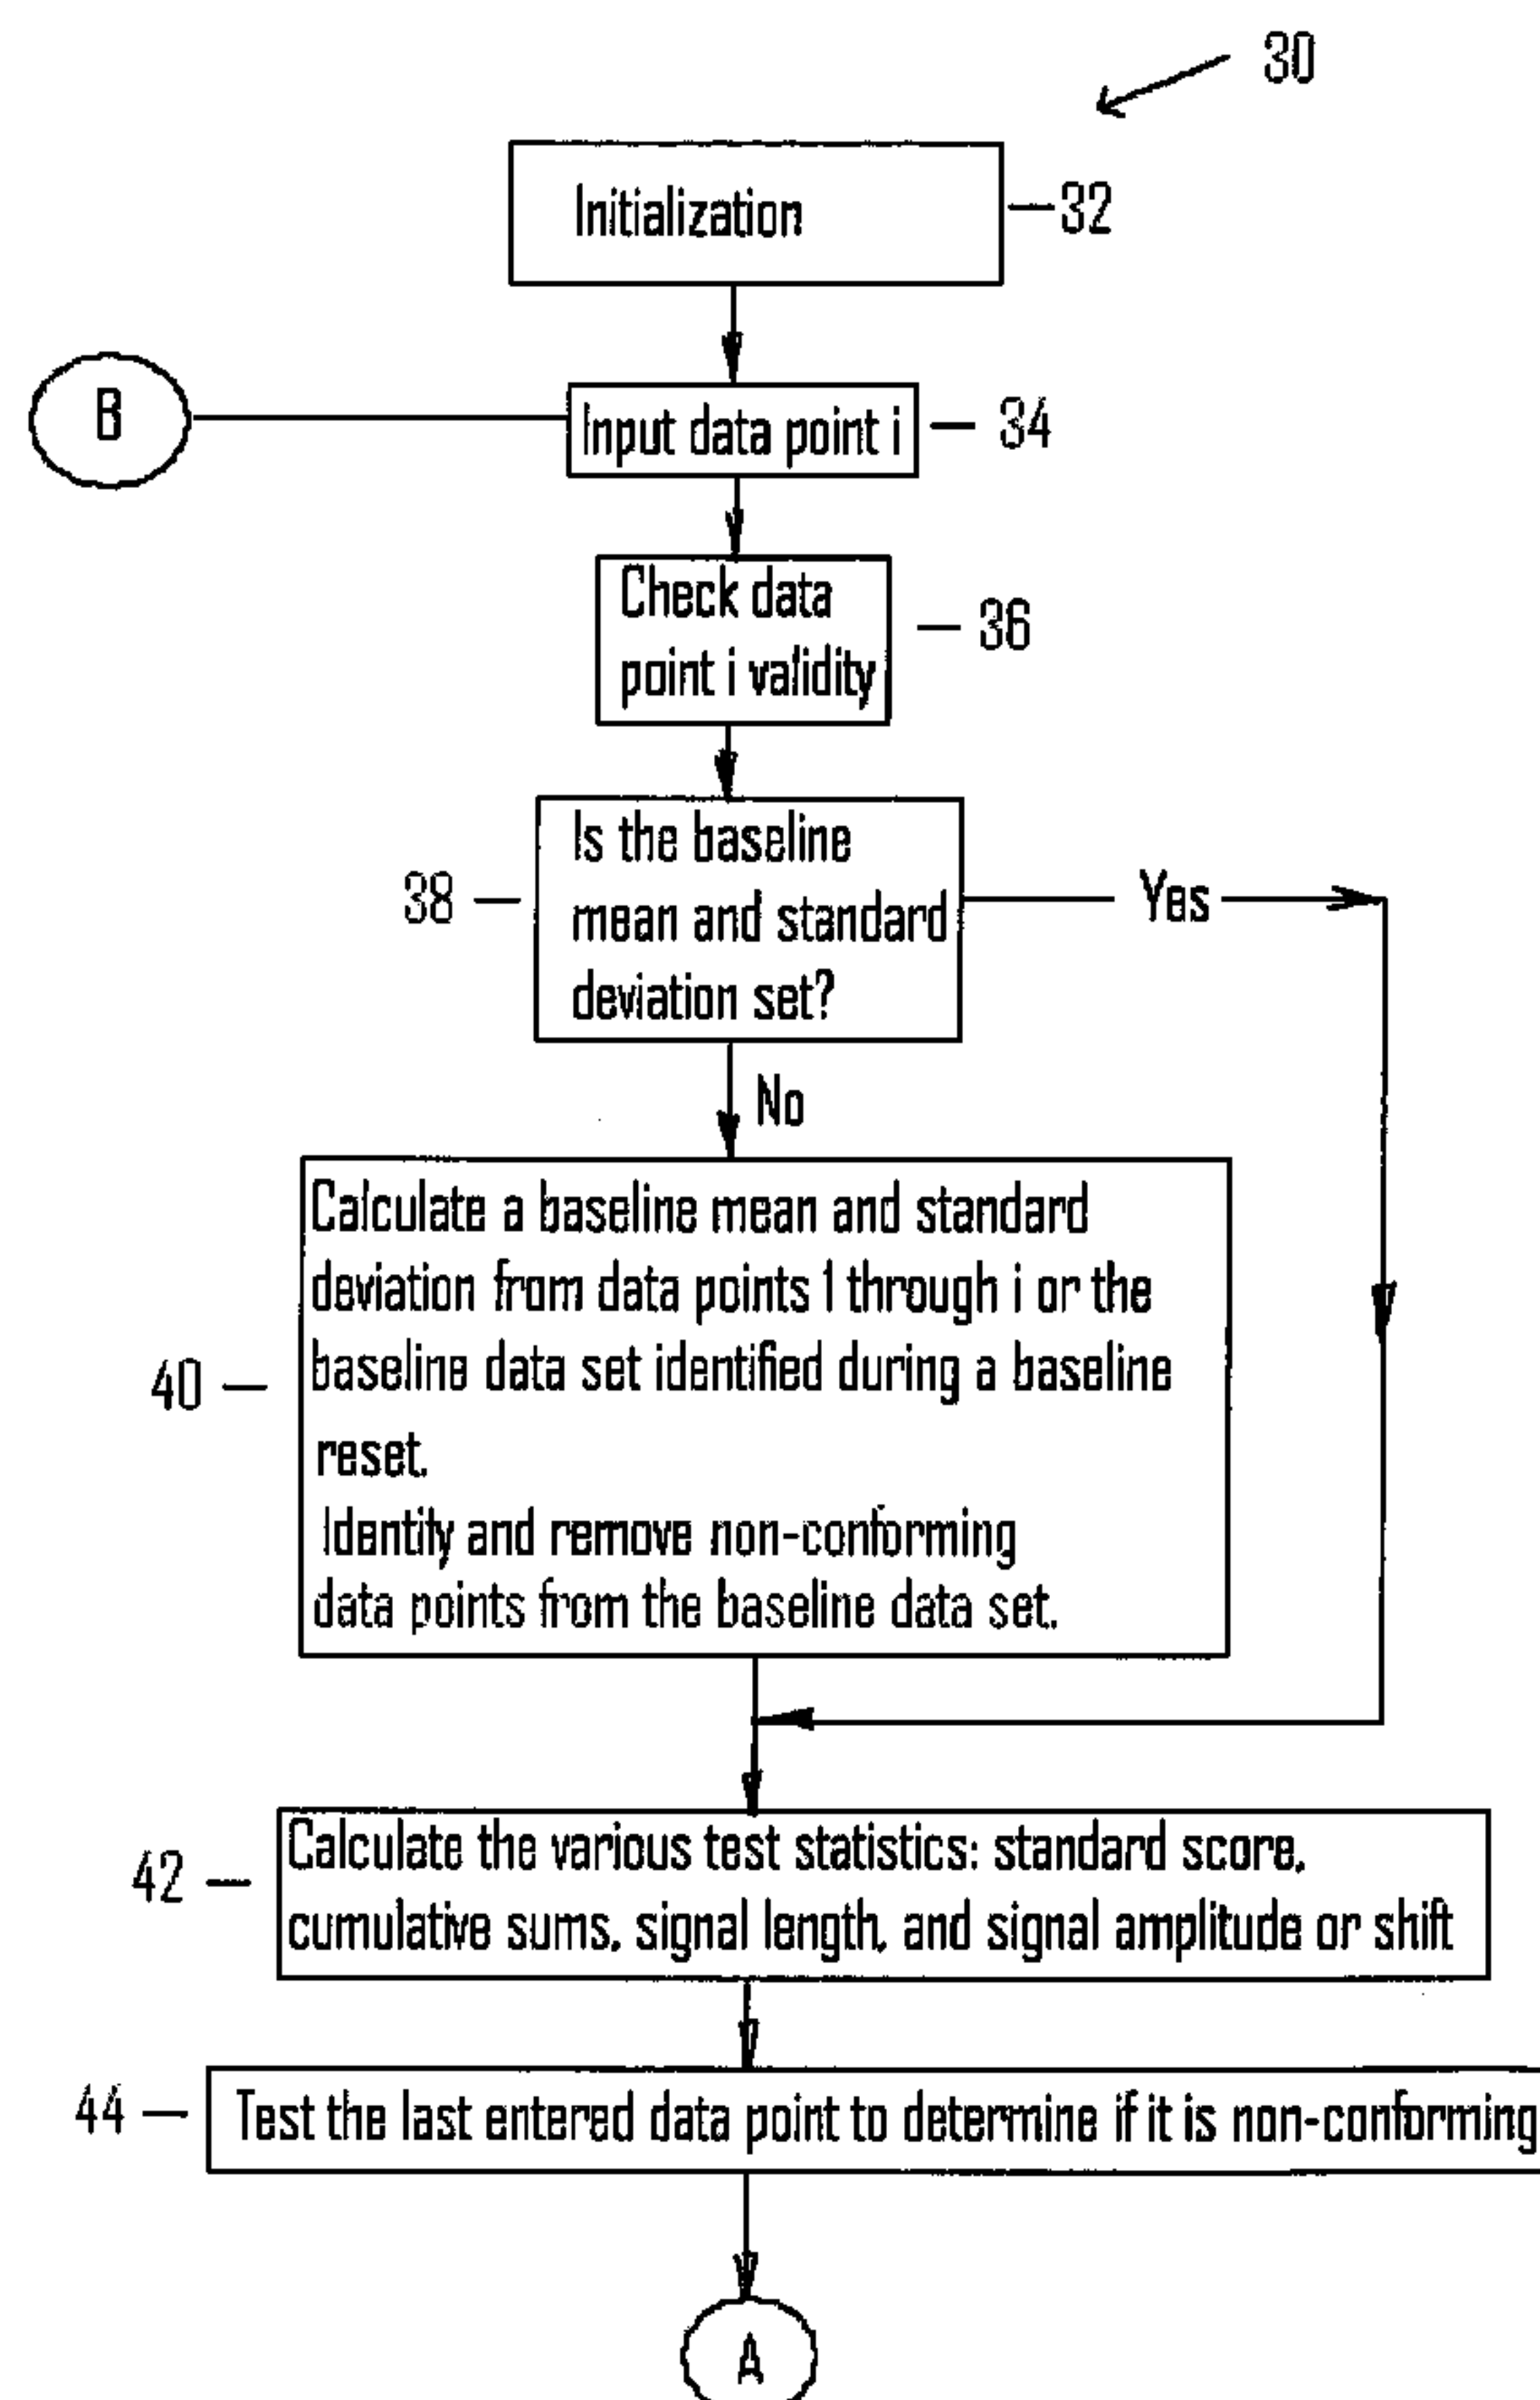 30
Initialization
32
B
Input data point i
34
Check data
point i validity
36
38
Is the baseline
mean and standard
deviation set?
Yes
No
40
Calculate a baseline mean and standard
deviation from data points 1 through i or the
baseline data set identified during a baseline
reset.
Identify and remove non-conforming
data points from the baseline data set.
42
Calculate the various test statistics: standard score,
cumulative sums, signal length, and signal amplitude or shift
44
Test the last entered data point to determine if it is non-conforming
A